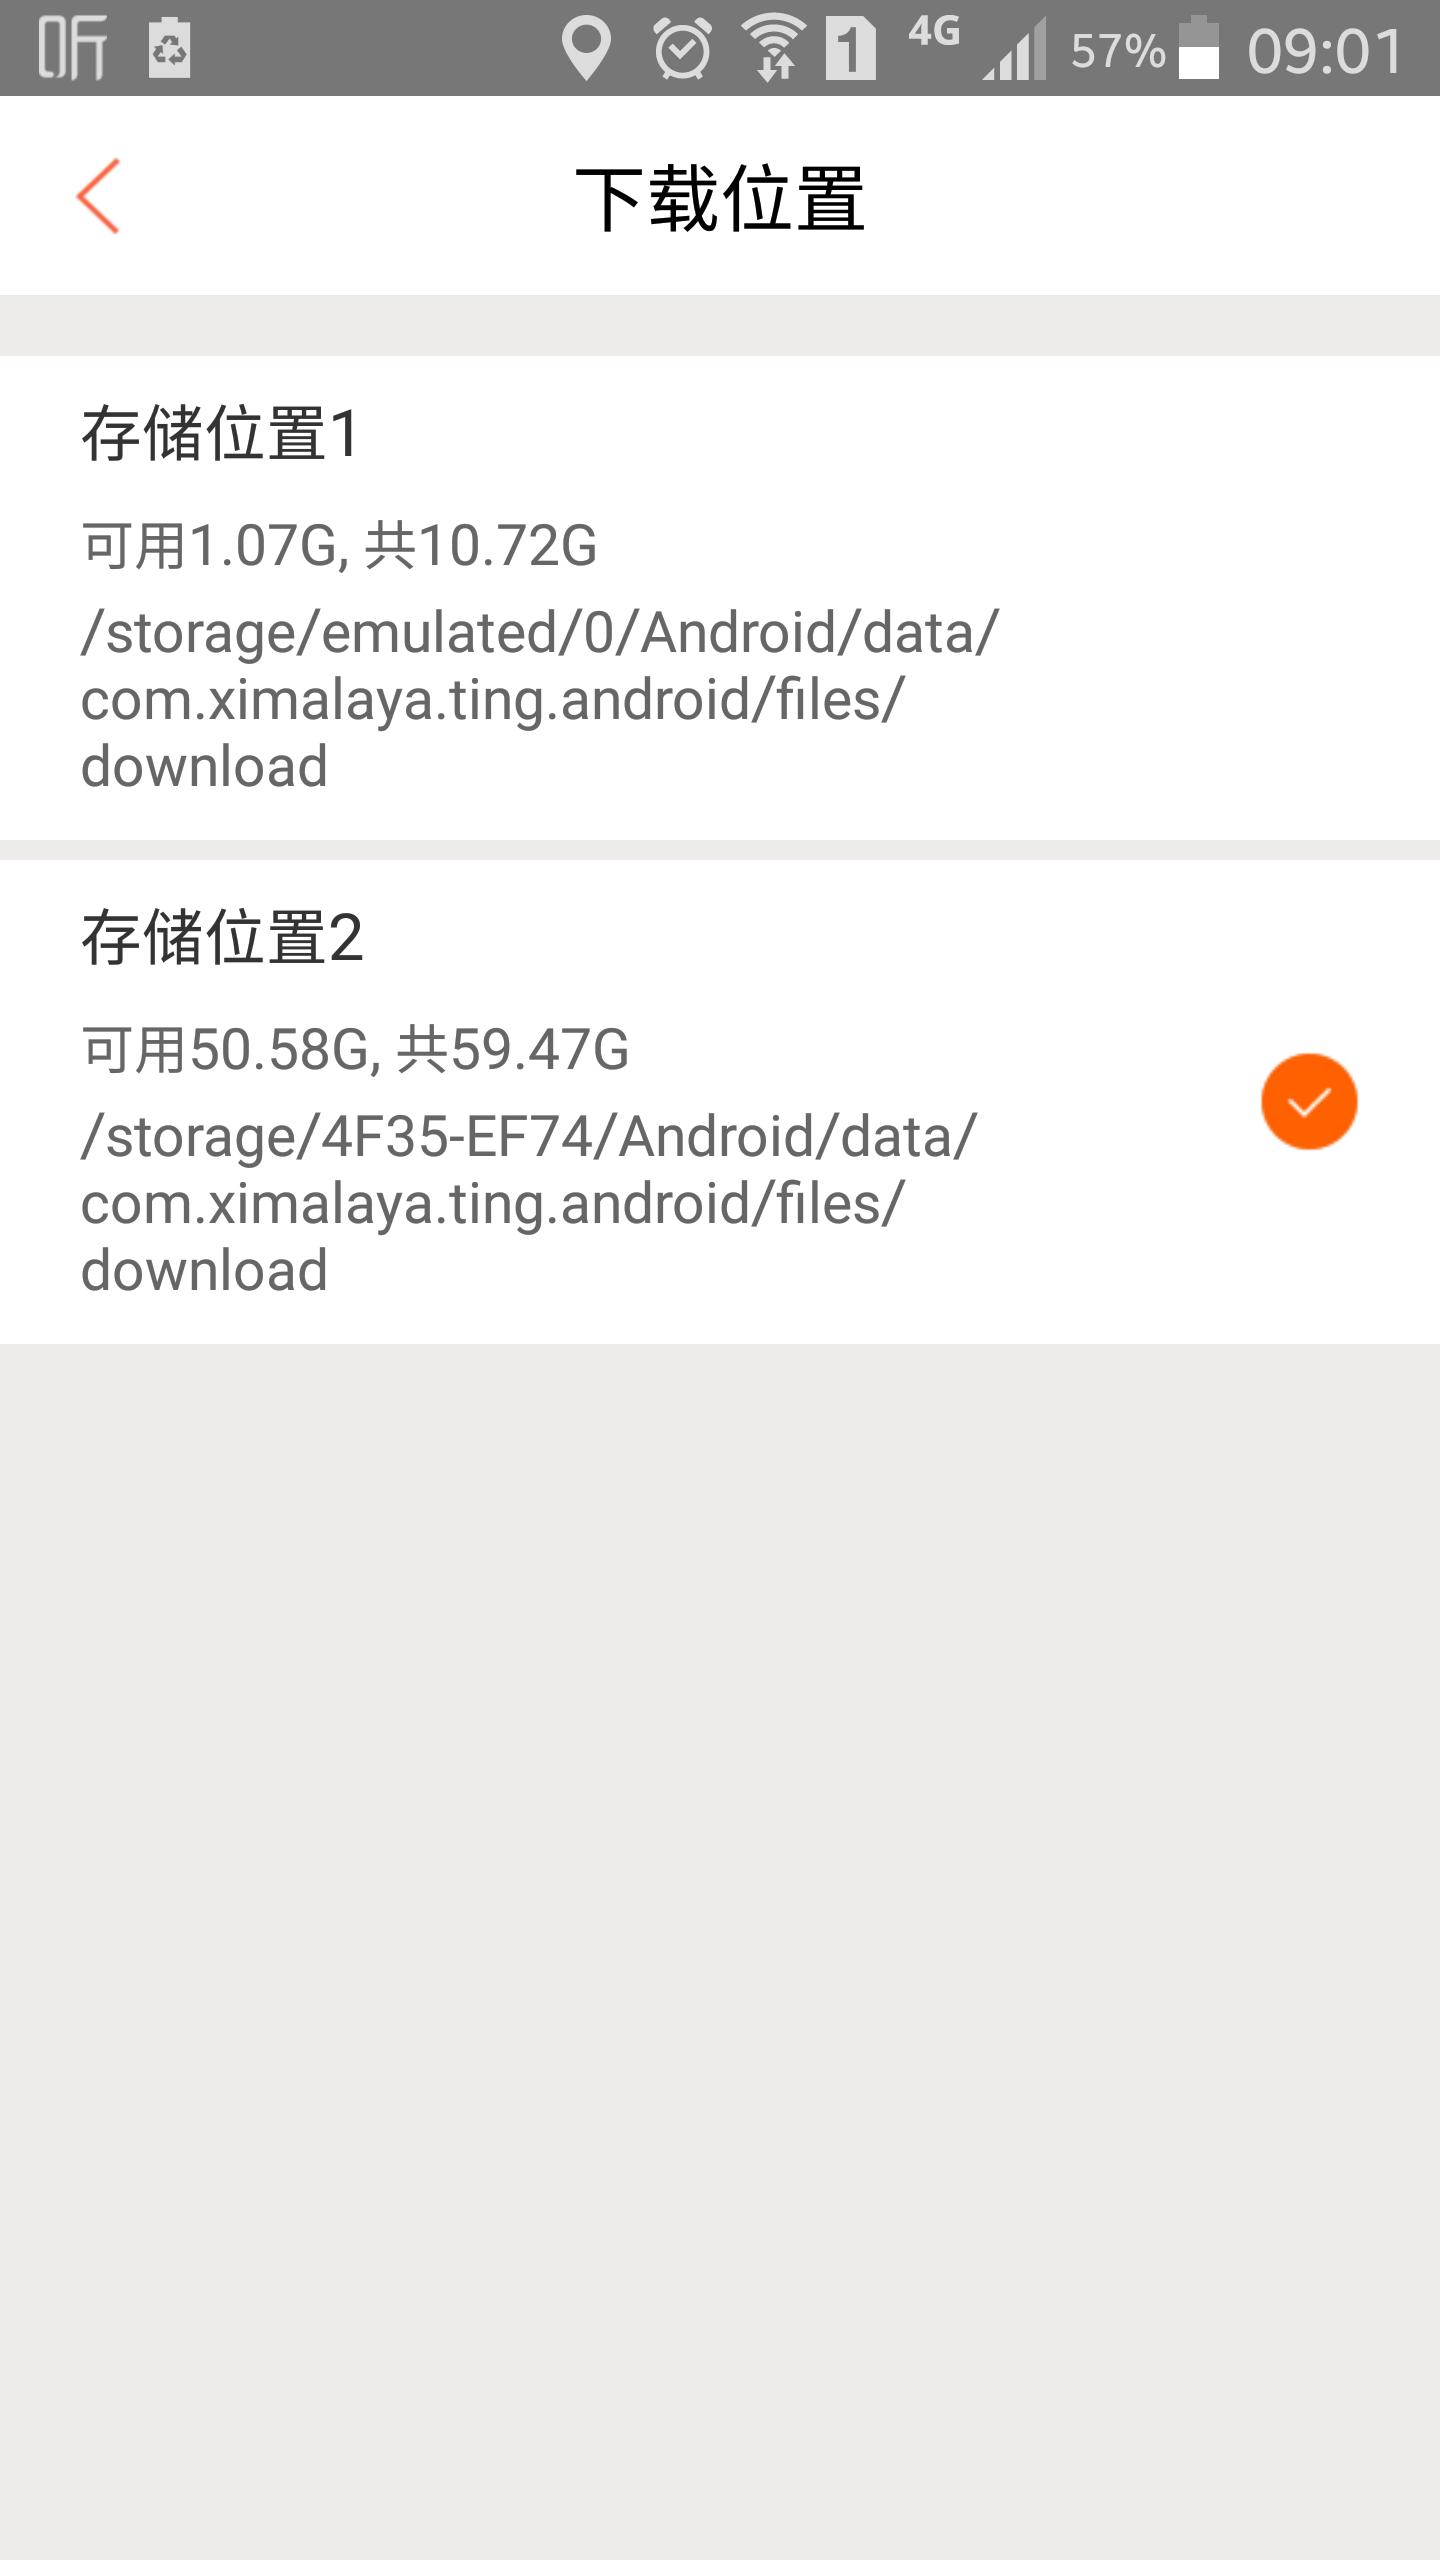 听 1 4G 57% 09:01
下载位置
存储位置1
可用1.07G, 共10.72G
/storage/emulated/0/Android/data/
com.ximalaya.ting.android/files/
download
存储位置2
可用50.58G, 共59.47G
/storage/4F35-EF74/Android/data/
com.ximalaya.ting.android/files/
download